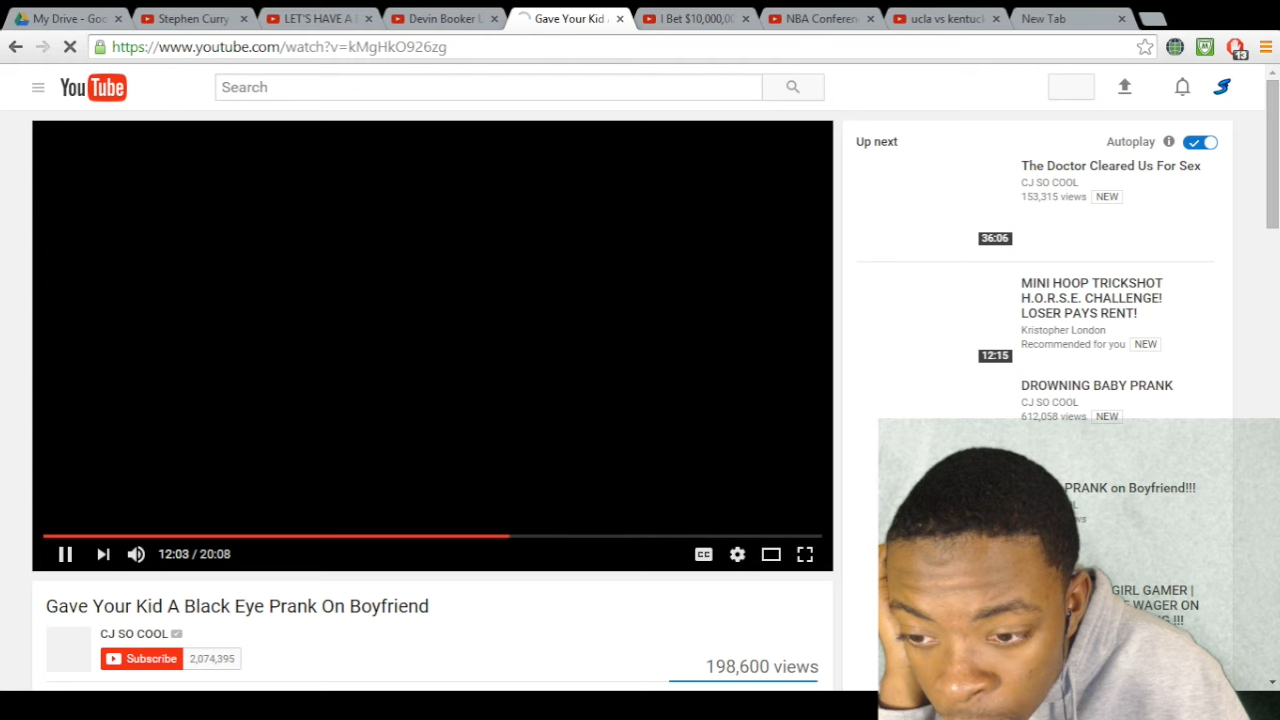 My Drive - Goo
Stephen Curry
LET'S HAVE A
Devin Booker L
Gave Your Kid
I Bet $10,000,00
NBA Conferen
ucla vs kentuck
New Tab
https://www.youtube.com/watch?v=kMgHkO926zg
13
YouTube
Search
Up next
Autoplay
The Doctor Cleared Us For Sex
CJ SO COOL
153,315 views NEW
36:06
MINI HOOP TRICKSHOT
H.O.R.S.E. CHALLENGE!
LOSER PAYS RENT!
Kristopher London
Recommended for you NEW
12:15
DROWNING BABY PRANK
CJ SO COOL
612,058 views NEW
PRANK on Boyfriend!!!
GIRL GAMER |
WAGER ON
!!!
12:03 / 20:08
CC
Gave Your Kid A Black Eye Prank On Boyfriend
CJ SO COOL
Subscribe 2,074,395
198,600 views